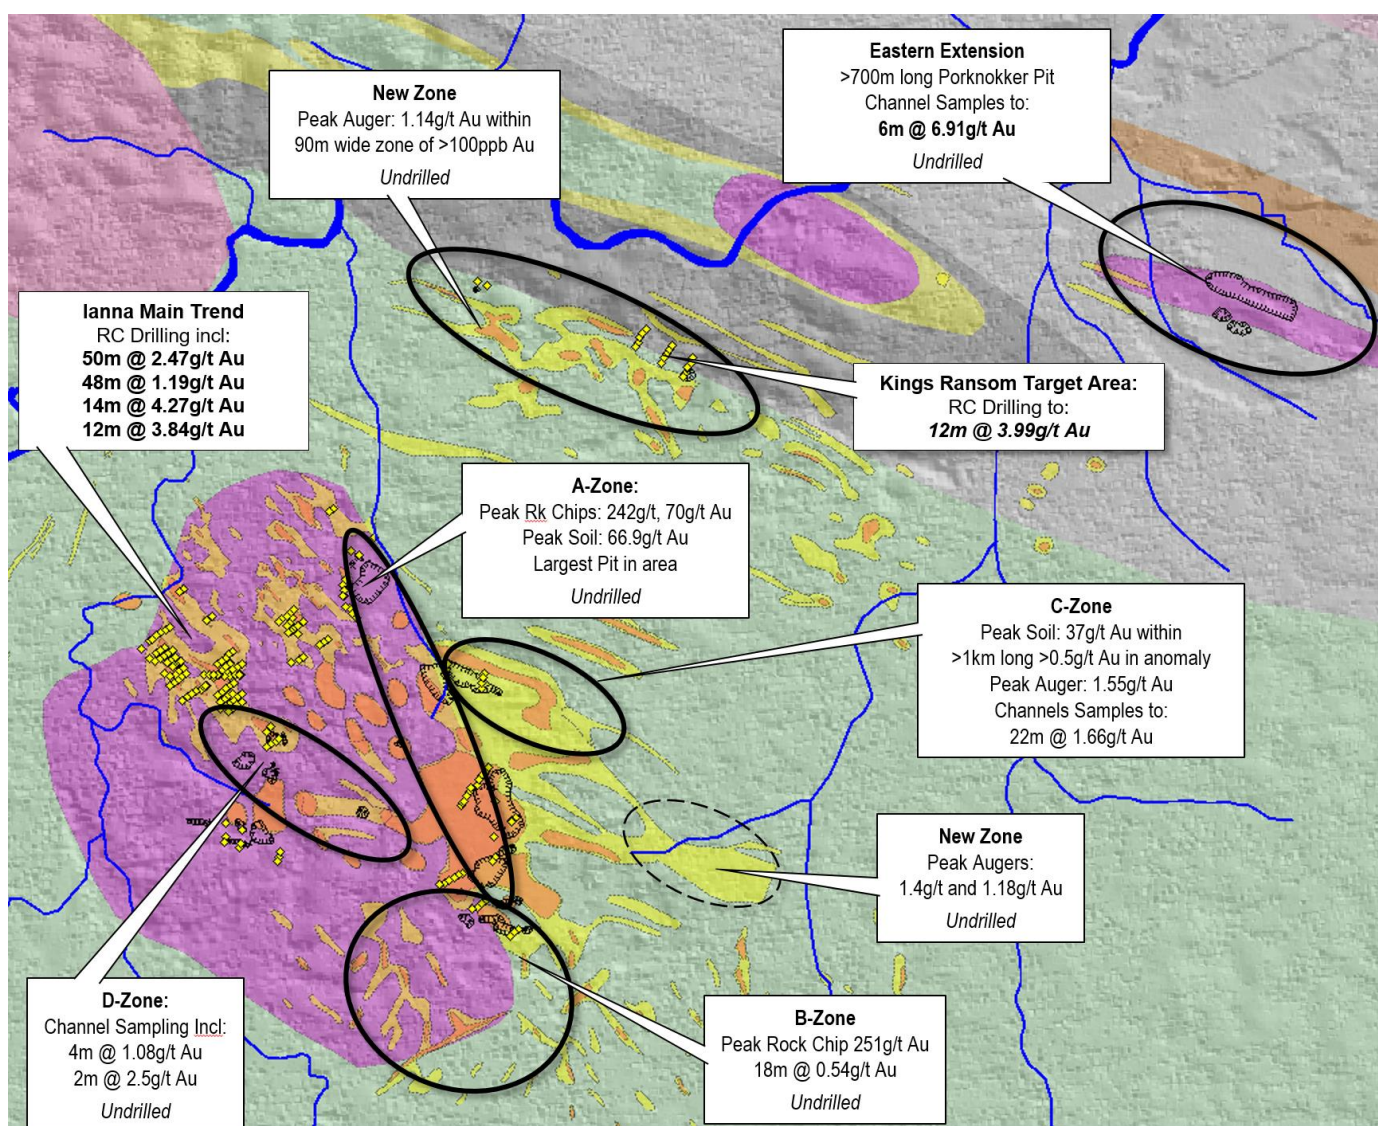 New Zone
Peak Auger: 1.14g/t Au within
90m wide zone of >100ppb Au
Undrilled
Eastern Extension
>700m long Porknokker Pit
Channel Samples to:
6m @ 6.91g/t Au
Undrilled
Ianna Main Trend
RC Drilling incl:
50m @ 2.47g/t Au
48m @ 1.19g/t Au
14m @ 4.27g/t Au
12m @ 3.84g/t Au
Kings Ransom Target Area:
RC Drilling to:
12m @ 3.99g/t Au
A-Zone:
Peak Rk Chips: 242g/t, 70g/t Au
Peak Soil: 66.9g/t Au
Largest Pit in area
Undrilled
C-Zone
Peak Soil: 37g/t Au within
>1km long >0.5g/t Au in anomaly
Peak Auger: 1.55g/t Au
Channels Samples to:
22m @ 1.66g/t Au
New Zone
Peak Augers:
1.4g/t and 1.18g/t Au
Undrilled
D-Zone:
Channel Sampling Incl:
4m @ 1.08g/t Au
2m @ 2.5g/t Au
Undrilled
B-Zone
Peak Rock Chip 251g/t Au
18m @ 0.54g/t Au
Undrilled